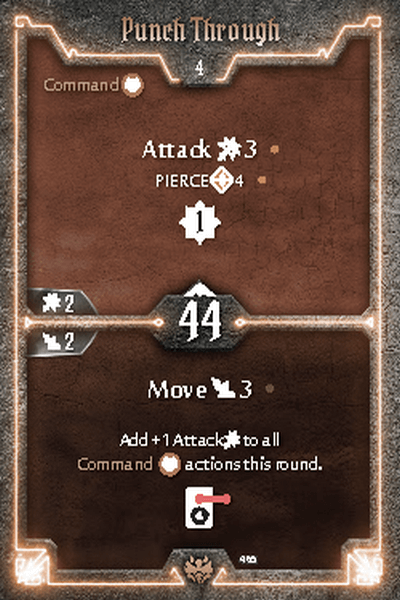 Punch Through
4
Command
Attack 3
PIERCE 4
1
2
44
2
Move 3
Add +1 Attack to all
Command actions this round.